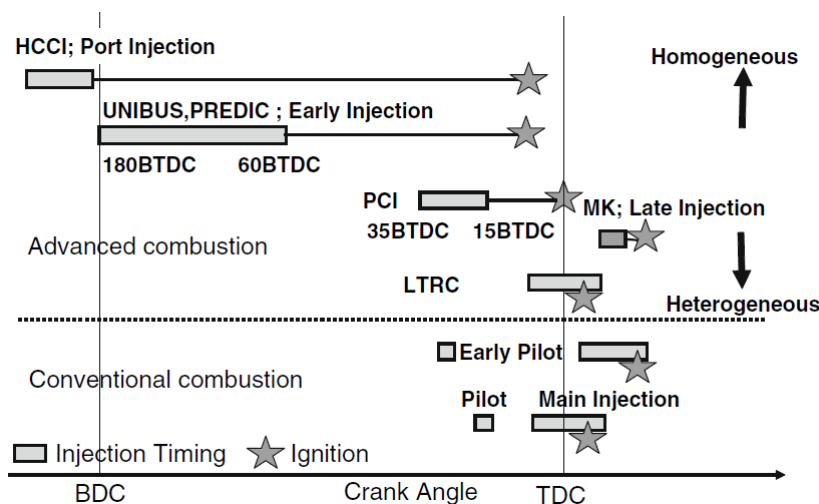 HCCI; Port Injection
Homogeneous
UNIBUS,PREDIC ; Early Injection
180BTDC 60BTDC
PCI
MK; Late Injection
35BTDC 15BTDC
Advanced combustion
LTRC
Heterogeneous
Early Pilot
Conventional combustion
Pilot Main Injection
Injection Timing Ignition
BDC Crank Angle TDC